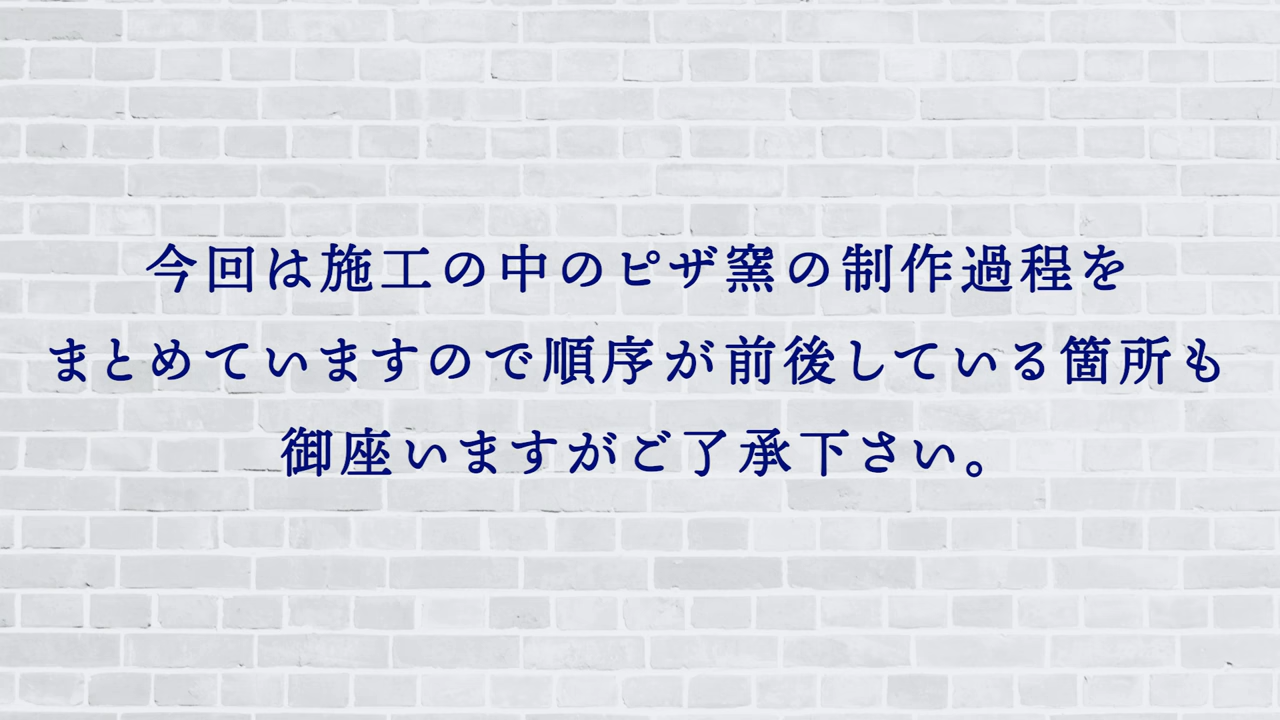 今回は施工の中のピザ窯の制作過程を
まとめていますので順序が前後している箇所も
御座いますがご了承下さい。